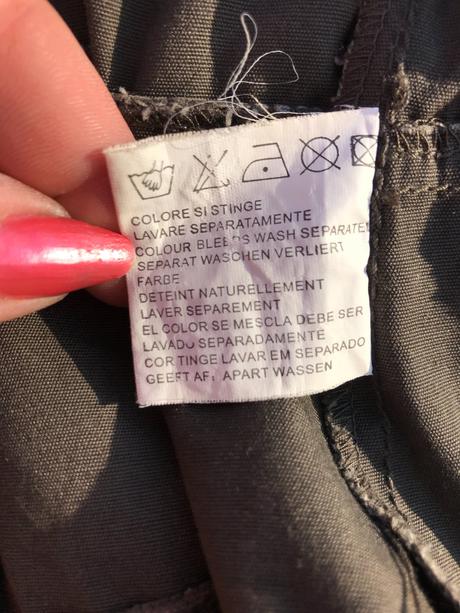 COLORE SI STINGE
LAVARE SEPARATAMENTE
COLOUR BLEEDS WASH SEPARATEL
SEPARAT WASCHEN VERLIERT
FARBE
DETEINT NATURELLEMENT
LAVER SEPAREMENT
EL COLOR SE MESCLA DEBE SER
LAVADO SEPARADAMENTE
COR TINGE LAVAR EM SEPARADO
GEEFT AF, APART WASSEN